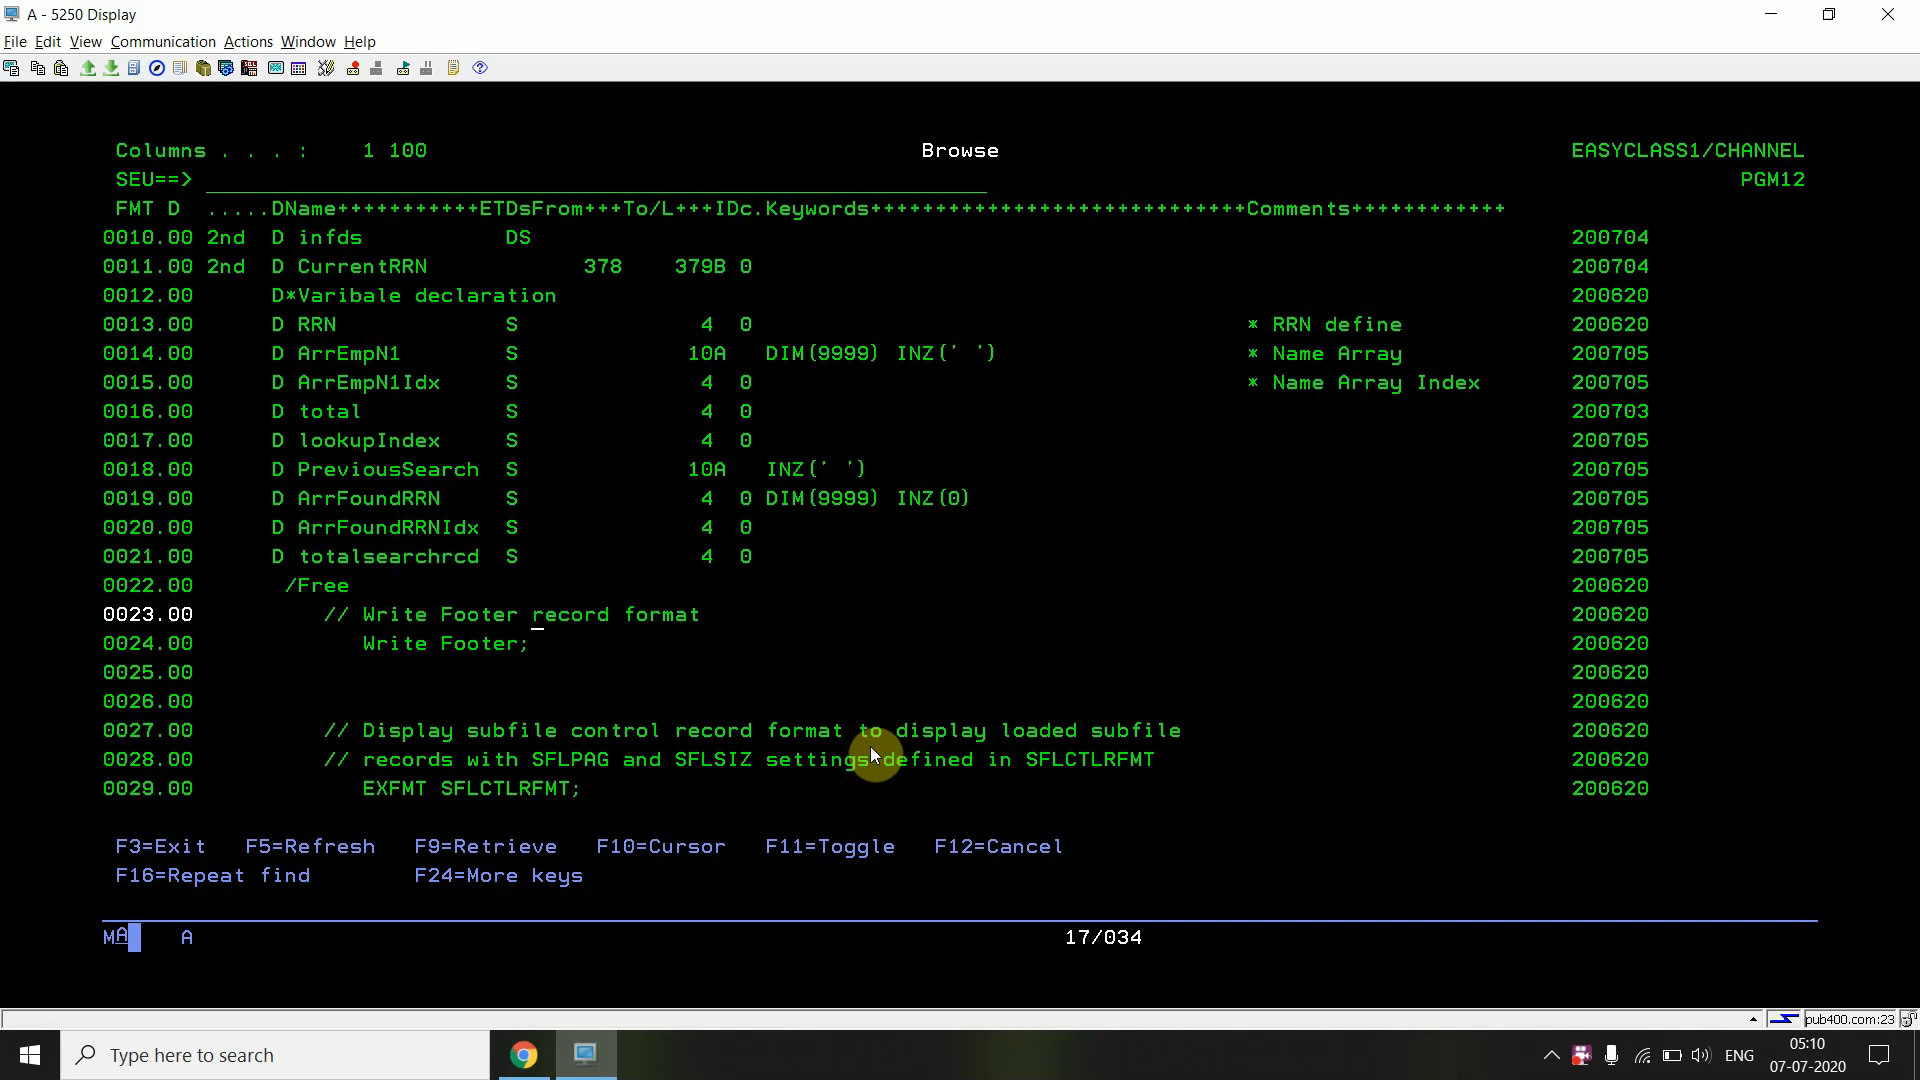 A - 5250 Display
File Edit View Communication Actions Window Help
Columns . . . :    1 100    Browse    EASYCLASS1/CHANNEL
SEU==>    PGM12
FMT D  .....DName+++++++++++ETDsFrom+++To/L+++IDc.Keywords+++++++++++++++++++++++++++++Comments++++++++++++
0010.00 2nd  D infds           DS    200704
0011.00 2nd  D CurrentRRN            378    379B 0    200704
0012.00      D*Varibale declaration    200620
0013.00      D RRN             S              4  0    * RRN define    200620
0014.00      D ArrEmpN1        S             10A   DIM(9999) INZ(' ')    * Name Array    200705
0015.00      D ArrEmpN1Idx     S              4  0    * Name Array Index    200705
0016.00      D total           S              4  0    200703
0017.00      D lookupIndex     S              4  0    200705
0018.00      D PreviousSearch  S             10A   INZ(' ')    200705
0019.00      D ArrFoundRRN     S              4  0 DIM(9999) INZ(0)    200705
0020.00      D ArrFoundRRNIdx  S              4  0    200705
0021.00      D totalsearchrcd  S              4  0    200705
0022.00       /Free    200620
0023.00          // Write Footer record format    200620
0024.00             Write Footer;    200620
0025.00    200620
0026.00    200620
0027.00          // Display subfile control record format to display loaded subfile    200620
0028.00          // records with SFLPAG and SFLSIZ settings defined in SFLCTLRFMT    200620
0029.00             EXFMT SFLCTLRFMT;    200620
F3=Exit   F5=Refresh   F9=Retrieve   F10=Cursor   F11=Toggle   F12=Cancel
F16=Repeat find        F24=More keys
MA    A    17/034
pub400.com:23
Type here to search    ENG    05:10
07-07-2020